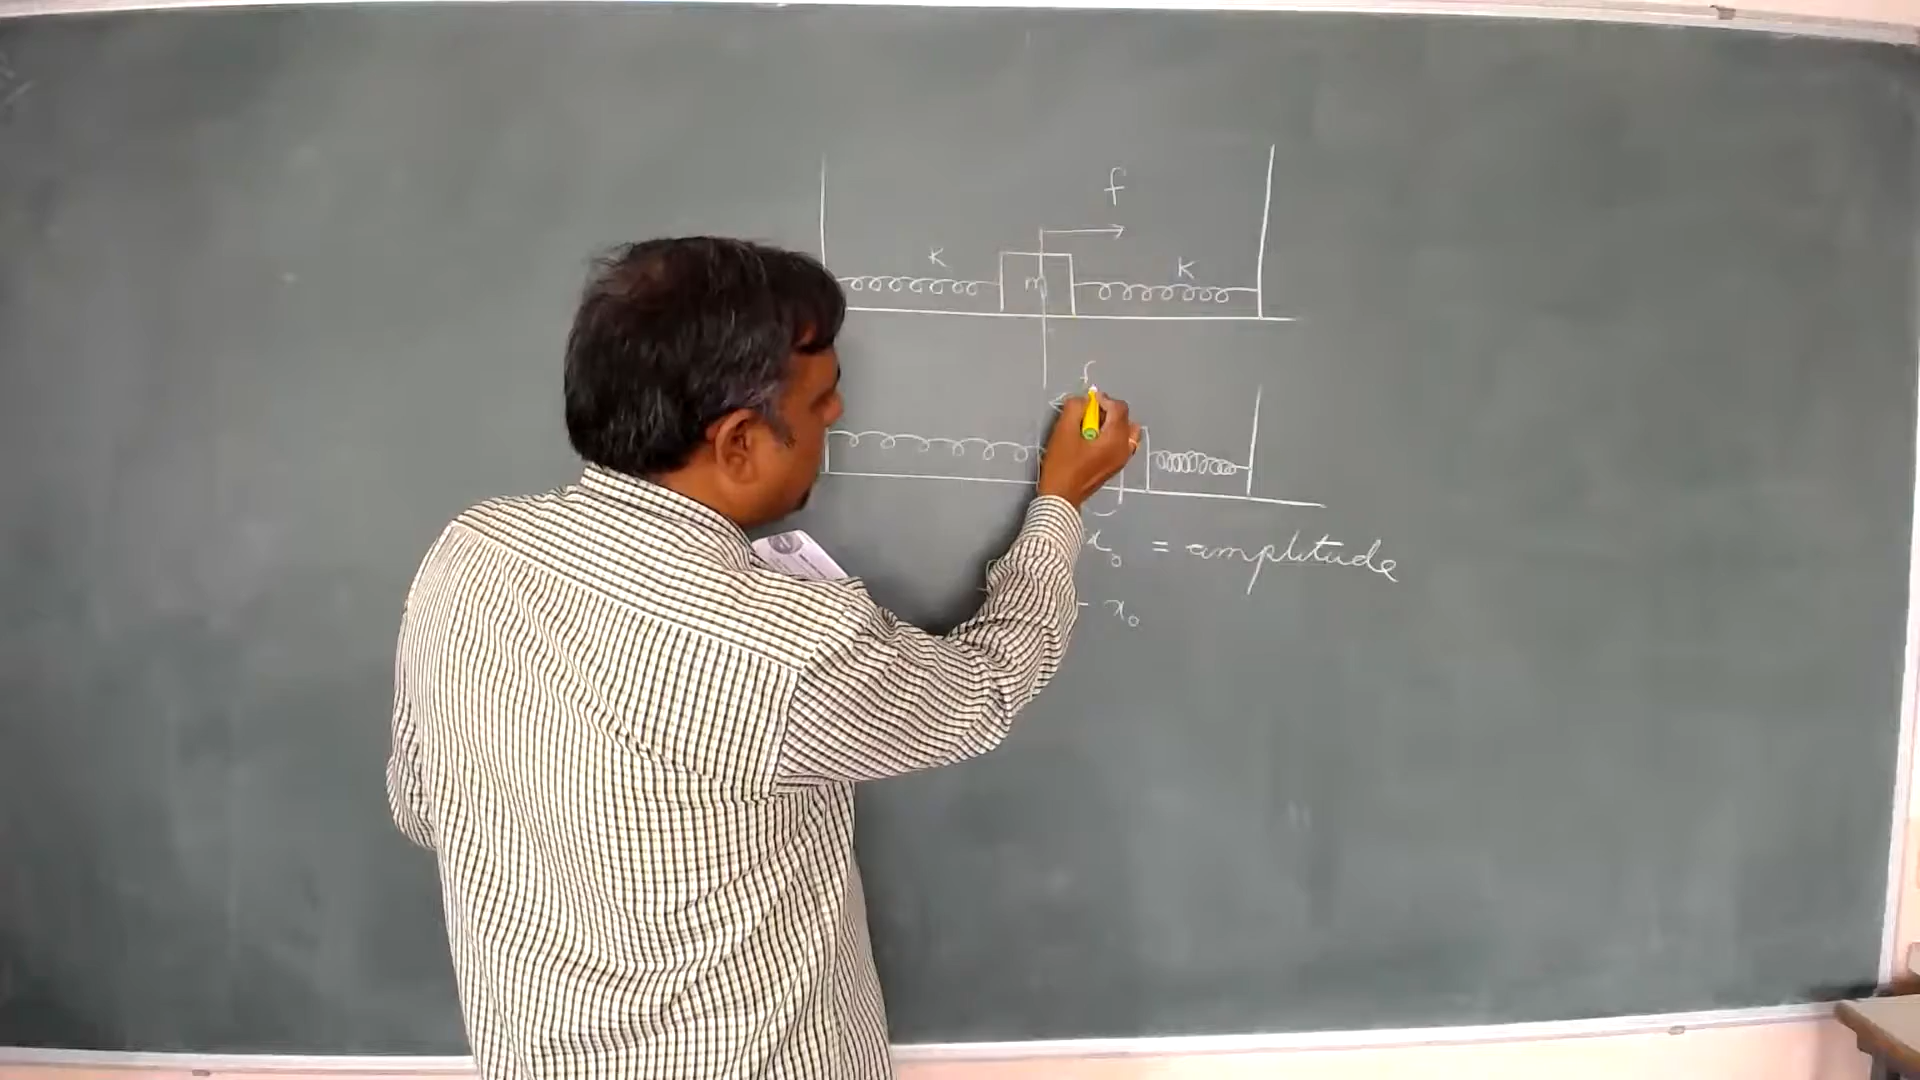 f
K m K
f
x₀ = amplitude
- x₀